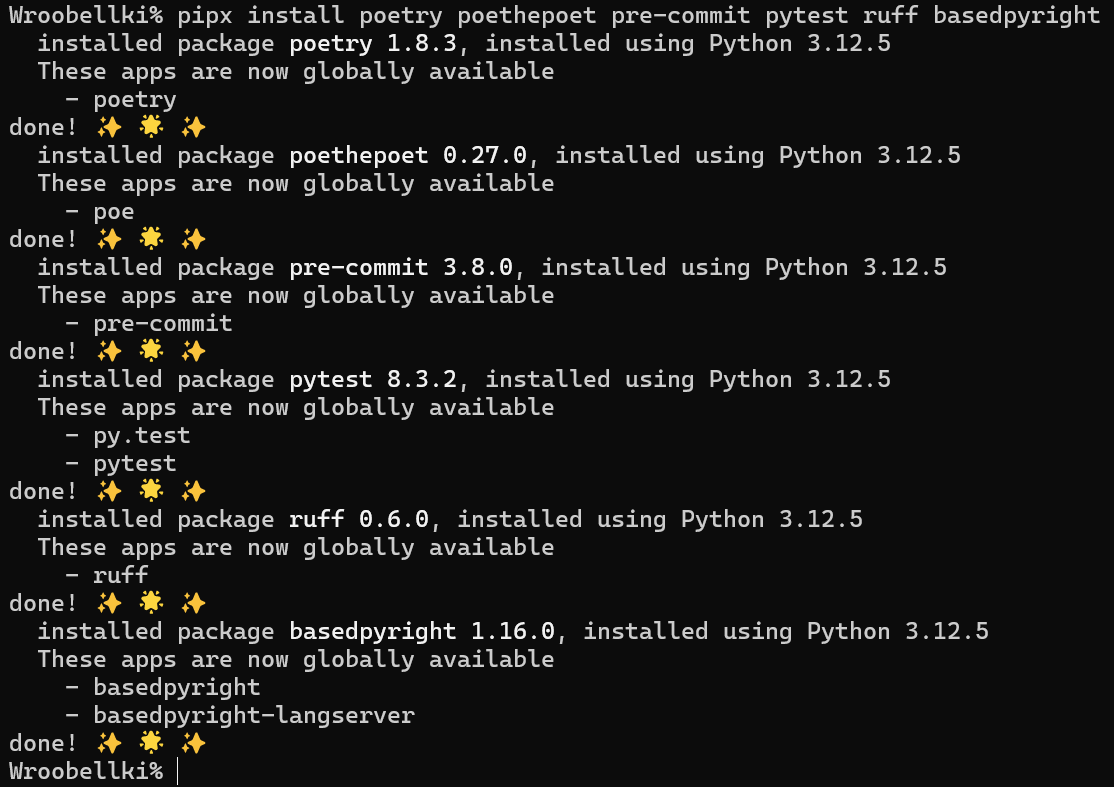 Wroobellki% pipx install poetry poethepoet pre-commit pytest ruff basedpyright
  installed package poetry 1.8.3, installed using Python 3.12.5
  These apps are now globally available
    - poetry
done! ✨ 🌟 ✨
  installed package poethepoet 0.27.0, installed using Python 3.12.5
  These apps are now globally available
    - poe
done! ✨ 🌟 ✨
  installed package pre-commit 3.8.0, installed using Python 3.12.5
  These apps are now globally available
    - pre-commit
done! ✨ 🌟 ✨
  installed package pytest 8.3.2, installed using Python 3.12.5
  These apps are now globally available
    - py.test
    - pytest
done! ✨ 🌟 ✨
  installed package ruff 0.6.0, installed using Python 3.12.5
  These apps are now globally available
    - ruff
done! ✨ 🌟 ✨
  installed package basedpyright 1.16.0, installed using Python 3.12.5
  These apps are now globally available
    - basedpyright
    - basedpyright-langserver
done! ✨ 🌟 ✨
Wroobellki%